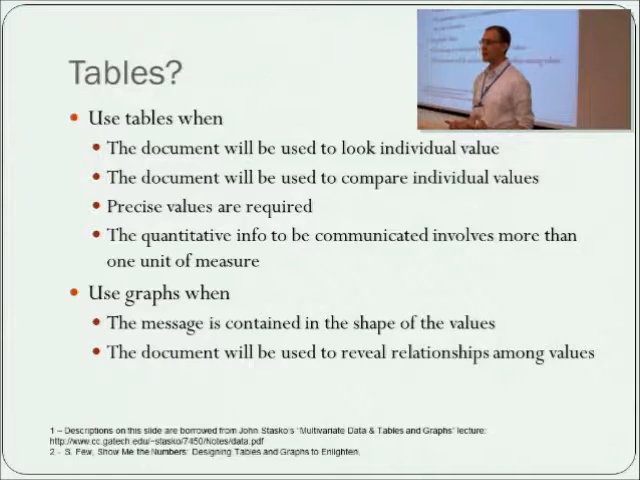 Tables?
Use tables when
The document will be used to look individual value
The document will be used to compare individual values
Precise values are required
The quantitative info to be communicated involves more than
one unit of measure
Use graphs when
The message is contained in the shape of the values
The document will be used to reveal relationships among values
1 – Descriptions on this slide are borrowed from John Stasko's "Multivariate Data & Tables and Graphs" lecture:
http://www.cc.gatech.edu/~stasko/7450/Notes/data.pdf
2 - S. Few, Show Me the Numbers: Designing Tables and Graphs to Enlighten.